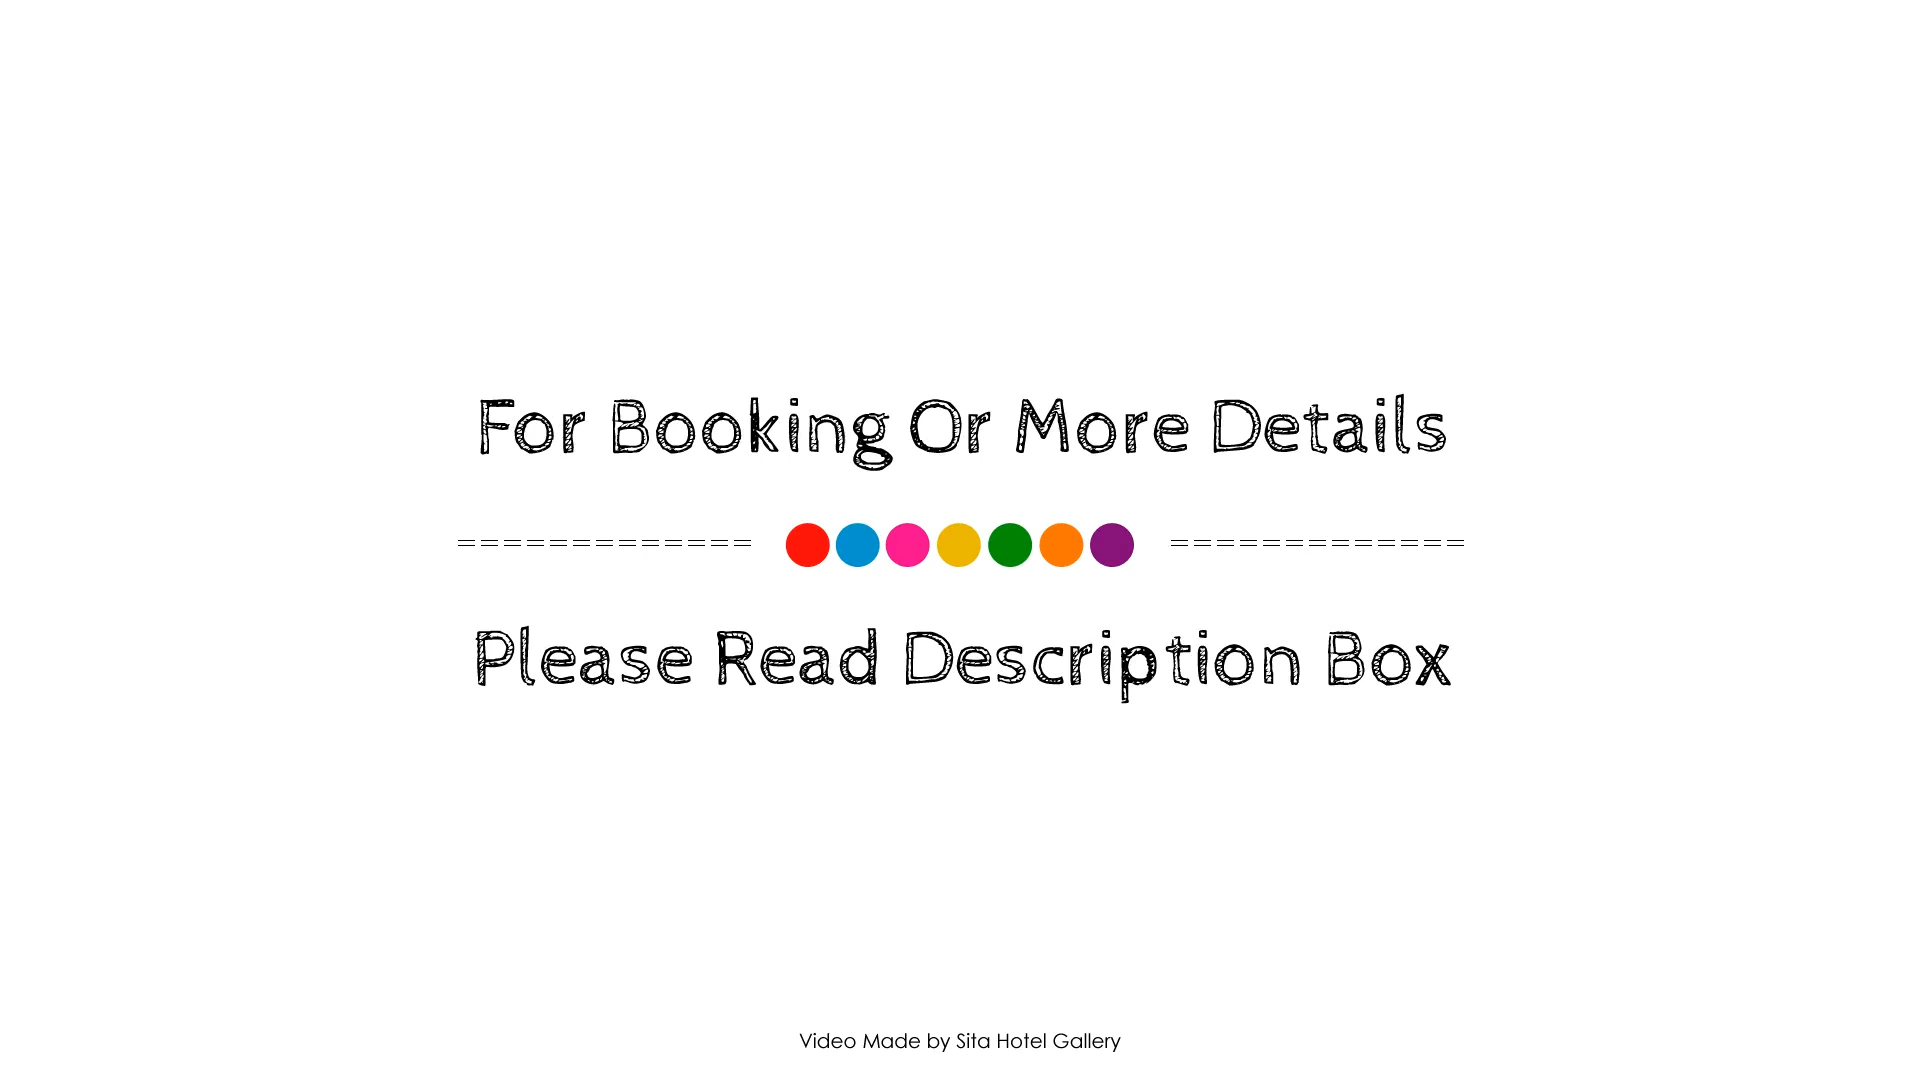 For Booking Or More Details
============= =============
Please Read Description Box
Video Made by Sita Hotel Gallery